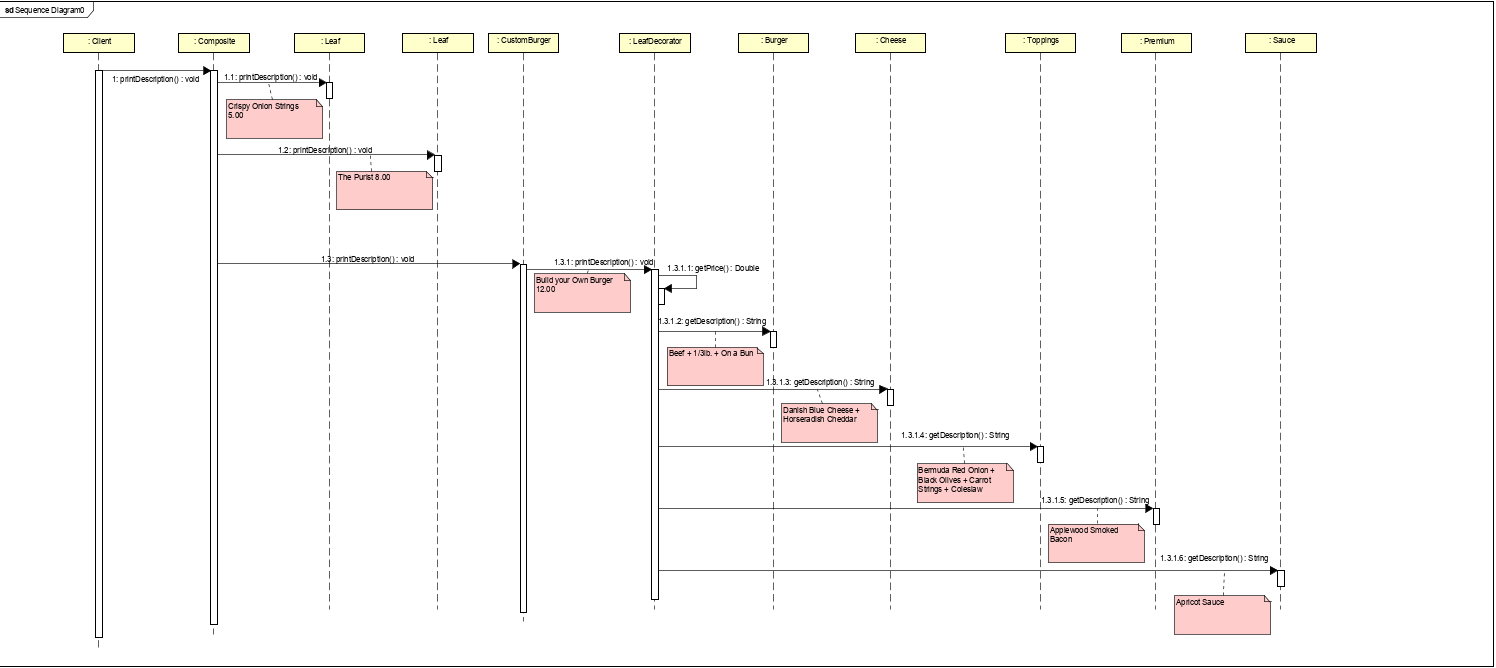 sd Sequence Diagram0
: Client
: Composite
: Leaf
: Leaf
: CustomBurger
: LeafDecorator
: Burger
: Cheese
: Toppings
: Premium
: Sauce
1: printDescription() : void
1.1: printDescription() : void
Crispy Onion Strings
5.00
1.2: printDescription() : void
The Purist 8.00
1.3: printDescription() : void
1.3.1: printDescription() : void
1.3.1.1: getPrice() : Double
Build your Own Burger
12.00
1.3.1.2: getDescription() : String
Beef + 1/3lb. + On a Bun
1.3.1.3: getDescription() : String
Danish Blue Cheese +
Horseradish Cheddar
1.3.1.4: getDescription() : String
Bermuda Red Onion +
Black Olives + Carrot
Strings + Coleslaw
1.3.1.5: getDescription() : String
Applewood Smoked
Bacon
1.3.1.6: getDescription() : String
Apricot Sauce